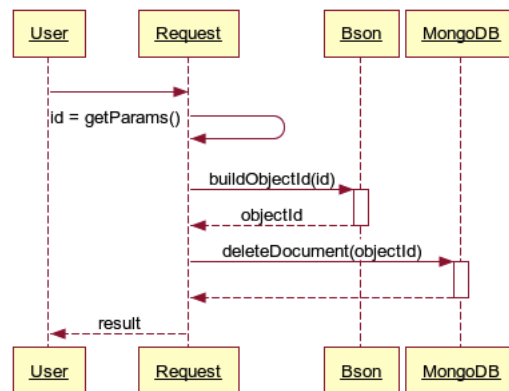 User Request Bson MongoDB
id = getParams()
buildObjectId(id)
objectId
deleteDocument(objectId)
result
User Request Bson MongoDB